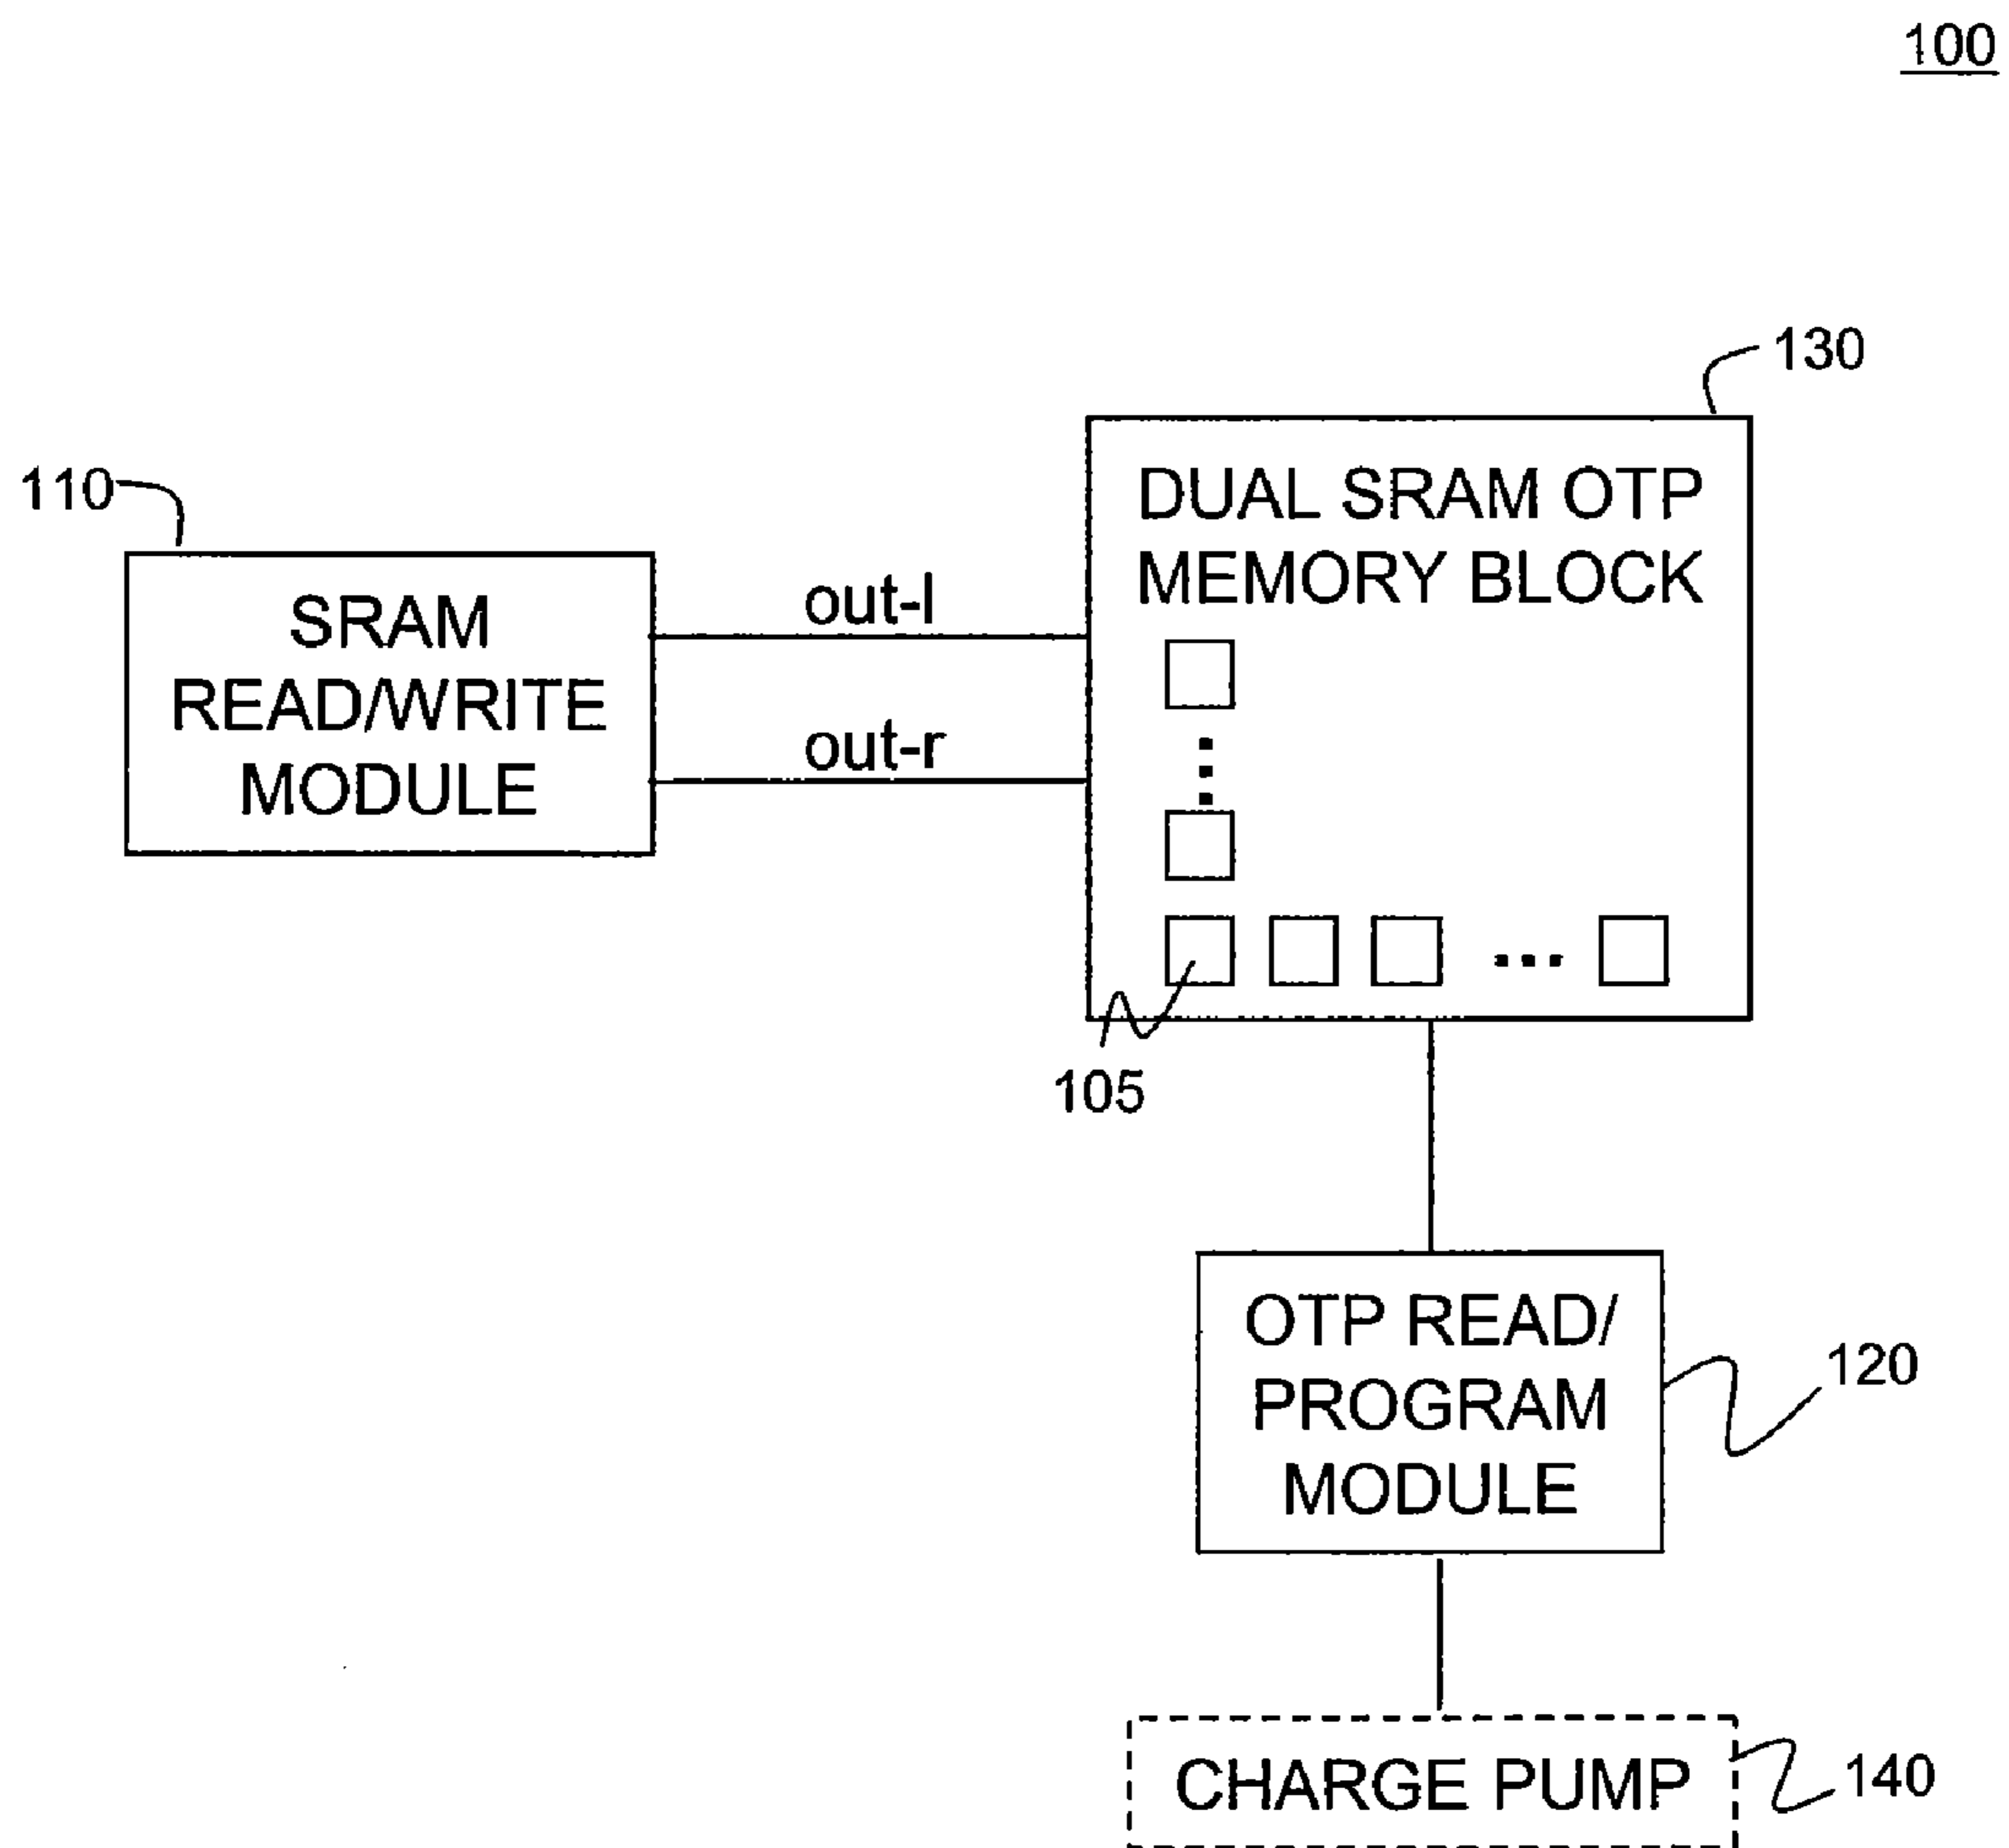 100
130
110
DUAL SRAM OTP
MEMORY BLOCK
SRAM
READ/WRITE
MODULE
out-l
out-r
105
OTP READ/
PROGRAM
MODULE
120
CHARGE PUMP
140